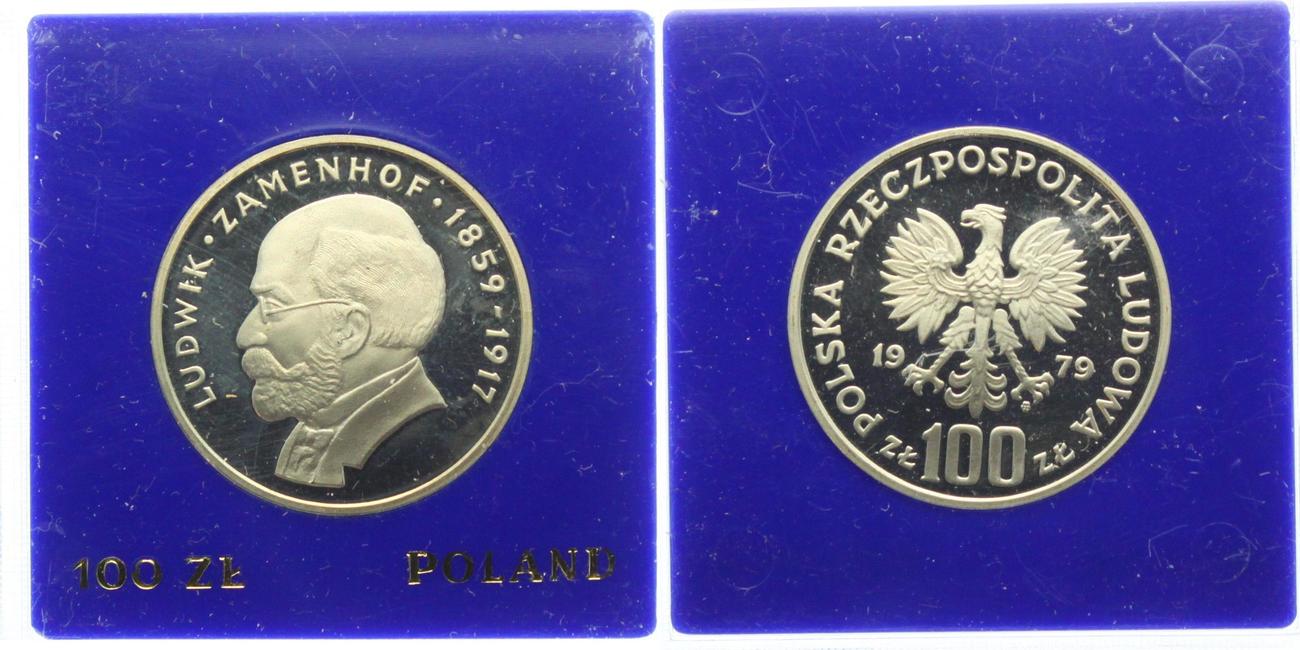 LUDWIK · ZAMENHOF · 1859-1917
100 ZŁ POLAND
POLSKA RZECZPOSPOLITA LUDOWA
19 79
ZŁ 100 ZŁ